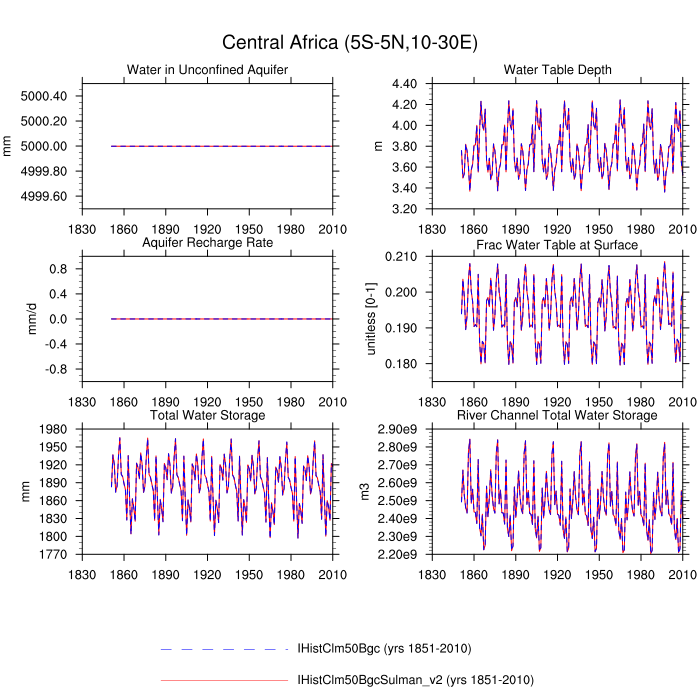 Central Africa (5S-5N,10-30E)
Water in Unconfined Aquifer
mm
5000.40
5000.20
5000.00
4999.80
4999.60
1830 1860 1890 1920 1950 1980 2010
Water Table Depth
m
4.40
4.20
4.00
3.80
3.60
3.40
3.20
1830 1860 1890 1920 1950 1980 2010
Aquifer Recharge Rate
mm/d
0.8
0.4
0.0
-0.4
-0.8
1830 1860 1890 1920 1950 1980 2010
Frac Water Table at Surface
unitless [0-1]
0.210
0.200
0.190
0.180
1830 1860 1890 1920 1950 1980 2010
Total Water Storage
mm
1980
1950
1920
1890
1860
1830
1800
1770
1830 1860 1890 1920 1950 1980 2010
River Channel Total Water Storage
m3
2.90e9
2.80e9
2.70e9
2.60e9
2.50e9
2.40e9
2.30e9
2.20e9
1830 1860 1890 1920 1950 1980 2010
IHistClm50Bgc (yrs 1851-2010)
IHistClm50BgcSulman_v2 (yrs 1851-2010)